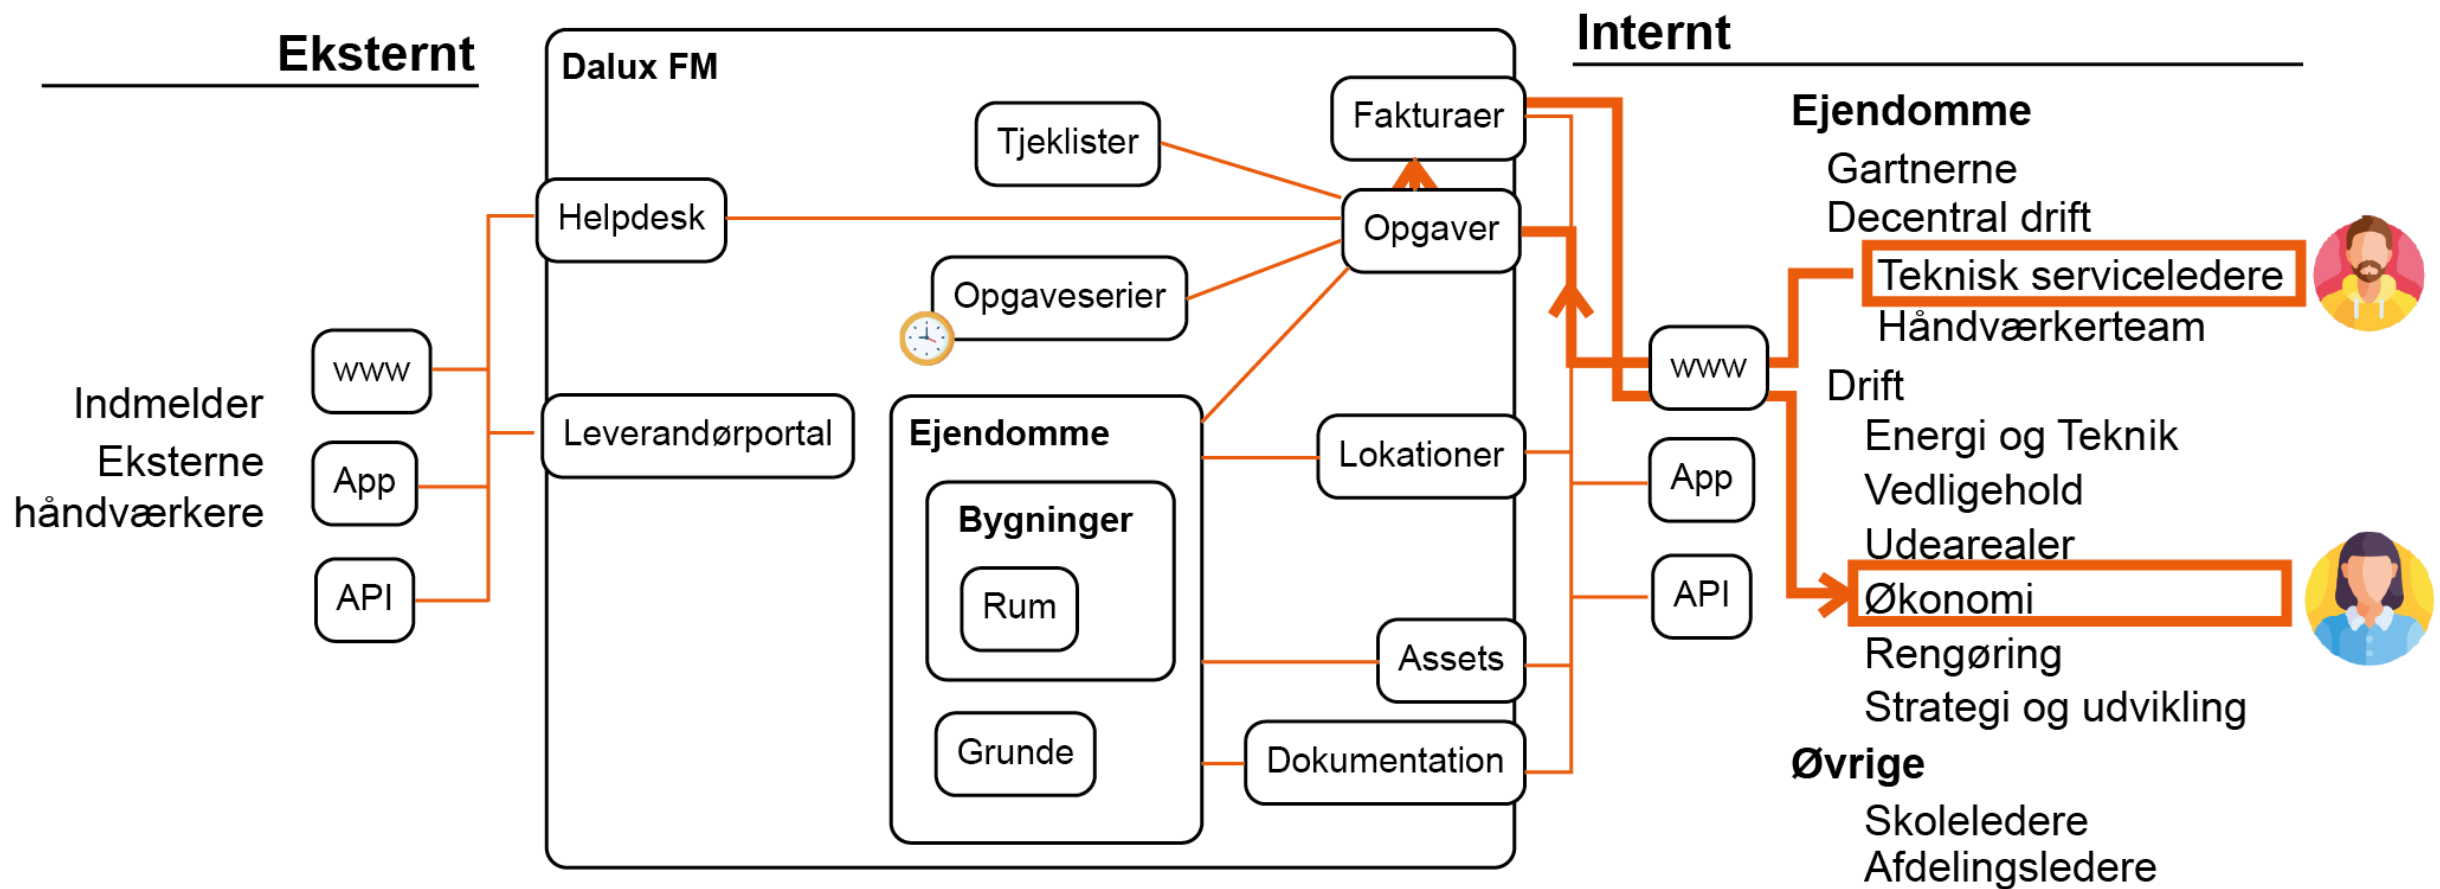 Eksternt
Indmelder
Eksterne
håndværkere
www
App
API
Dalux FM
Helpdesk
Leverandørportal
Tjeklister
Opgaveserier
Ejendomme
Bygninger
Rum
Grunde
Fakturaer
Opgaver
Lokationer
Assets
Dokumentation
Internt
www
App
API
Ejendomme
Gartnerne
Decentral drift
Teknisk serviceledere
Håndværkerteam
Drift
Energi og Teknik
Vedligehold
Udearealer
Økonomi
Rengøring
Strategi og udvikling
Øvrige
Skoleledere
Afdelingsledere